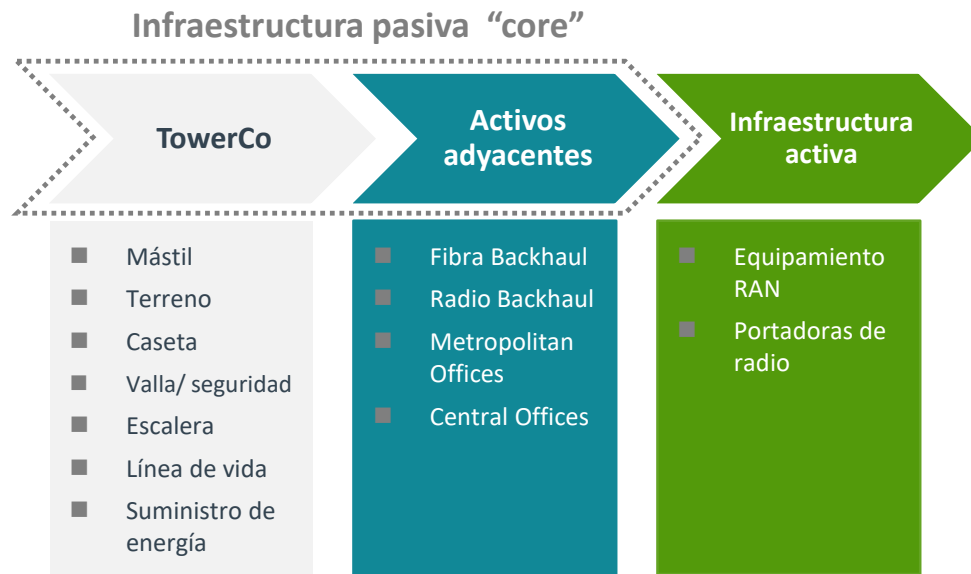 Infraestructura pasiva “core”
TowerCo
Activos
adyacentes
Infraestructura
activa
Mástil
Terreno
Caseta
Valla/ seguridad
Escalera
Línea de vida
Suministro de
energía
Fibra Backhaul
Radio Backhaul
Metropolitan
Offices
Central Offices
Equipamiento
RAN
Portadoras de
radio